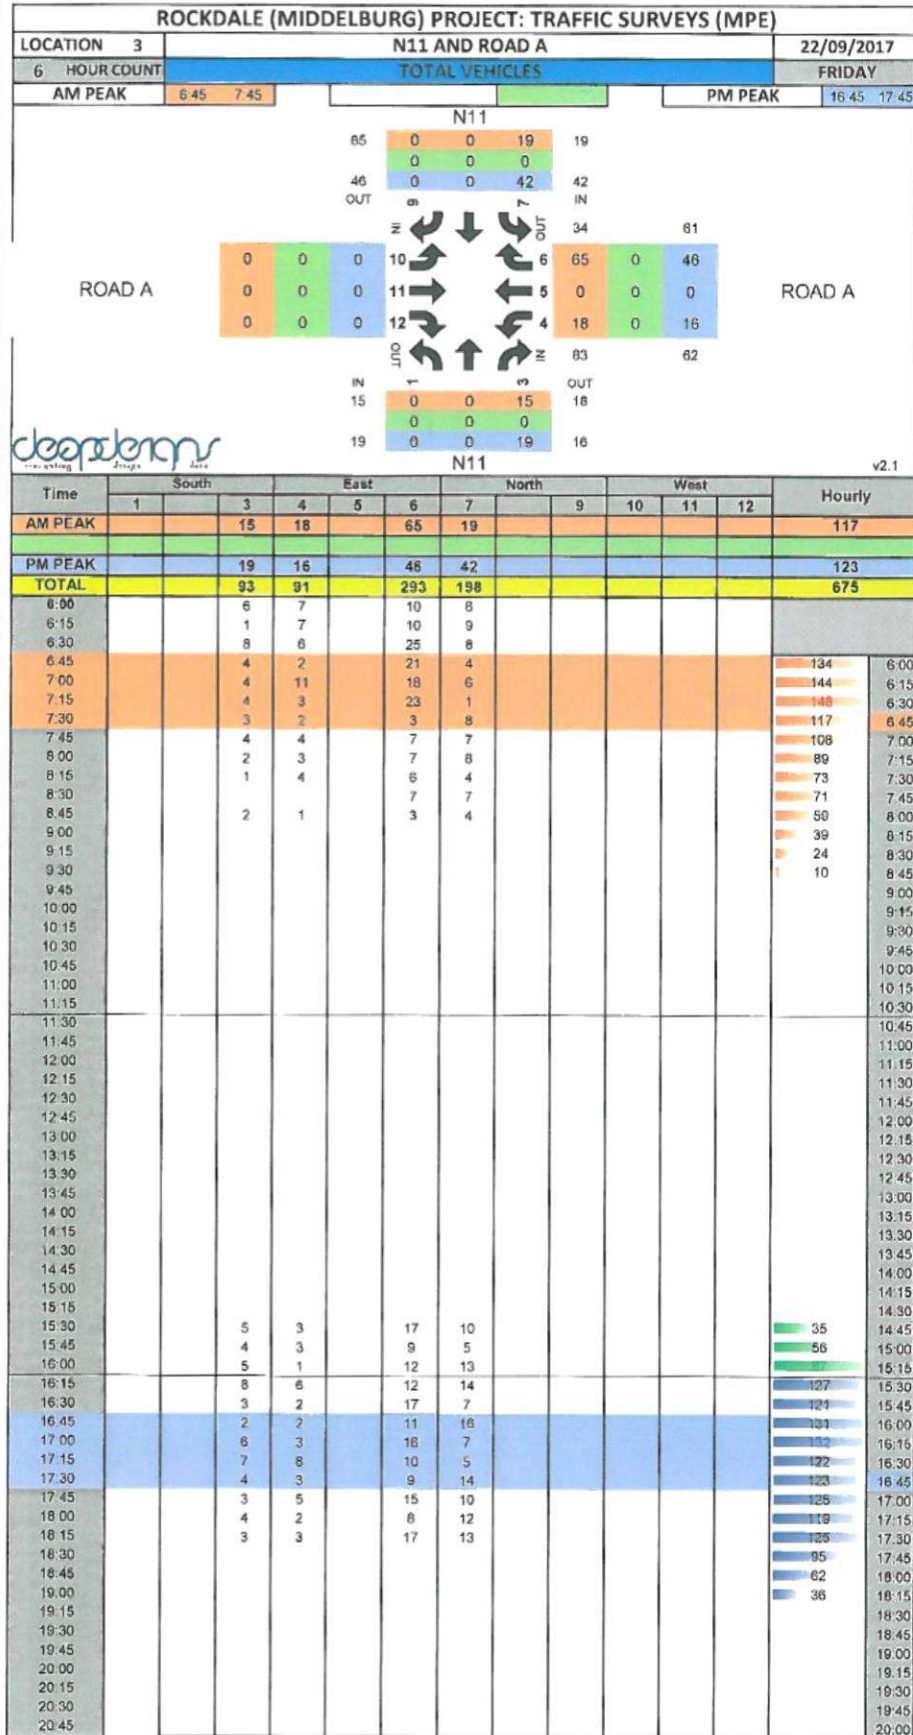 ROCKDALE (MIDDELBURG) PROJECT: TRAFFIC SURVEYS (MPE)
LOCATION 3 N11 AND ROAD A 22/09/2017
6 HOUR COUNT TOTAL VEHICLES FRIDAY
AM PEAK 6:45 7:45 PM PEAK 16:45 17:45
N11
65 0 0 19 19
0 0 0
46 0 0 42 42
OUT 9 7 IN
IN OUT 34 61
0 0 0 10 6 65 0 46
ROAD A 0 0 0 11 5 0 0 0 ROAD A
0 0 0 12 4 18 0 16
OUT IN 83 62
IN 1 3 OUT
15 0 0 15 18
0 0 0
19 0 0 19 16
deepdesigns
N11 v2.1
Time South East North West Hourly
1 3 4 5 6 7 9 10 11 12
AM PEAK 15 18 65 19 117
PM PEAK 19 16 46 42 123
TOTAL 93 91 293 198 675
6:00 6 7 10 6
6:15 1 7 10 9
6:30 8 6 25 8
6:45 4 2 21 4 134 6:00
7:00 4 11 18 6 144 6:15
7:15 4 3 23 1 148 6:30
7:30 3 2 3 8 117 6:45
7:45 4 4 7 7 108 7:00
8:00 2 3 7 8 89 7:15
8:15 1 4 6 4 73 7:30
8:30 7 7 71 7:45
8:45 2 1 3 4 59 8:00
9:00 39 8:15
9:15 24 8:30
9:30 10 8:45
9:45 9:00
10:00 9:15
10:15 9:30
10:30 9:45
10:45 10:00
11:00 10:15
11:15 10:30
11:30 10:45
11:45 11:00
12:00 11:15
12:15 11:30
12:30 11:45
12:45 12:00
13:00 12:15
13:15 12:30
13:30 12:45
13:45 13:00
14:00 13:15
14:15 13:30
14:30 13:45
14:45 14:00
15:00 14:15
15:15 14:30
15:30 5 3 17 10 35 14:45
15:45 4 3 9 5 56 15:00
16:00 5 1 12 13 15:15
16:15 8 6 12 14 127 15:30
16:30 3 2 17 7 121 15:45
16:45 2 2 11 16 131 16:00
17:00 6 3 16 7 132 16:15
17:15 7 8 10 5 122 16:30
17:30 4 3 9 14 123 16:45
17:45 3 5 15 10 125 17:00
18:00 4 2 8 12 119 17:15
18:15 3 3 17 13 125 17:30
18:30 95 17:45
18:45 62 18:00
19:00 36 18:15
19:15 18:30
19:30 18:45
19:45 19:00
20:00 19:15
20:15 19:30
20:30 19:45
20:45 20:00